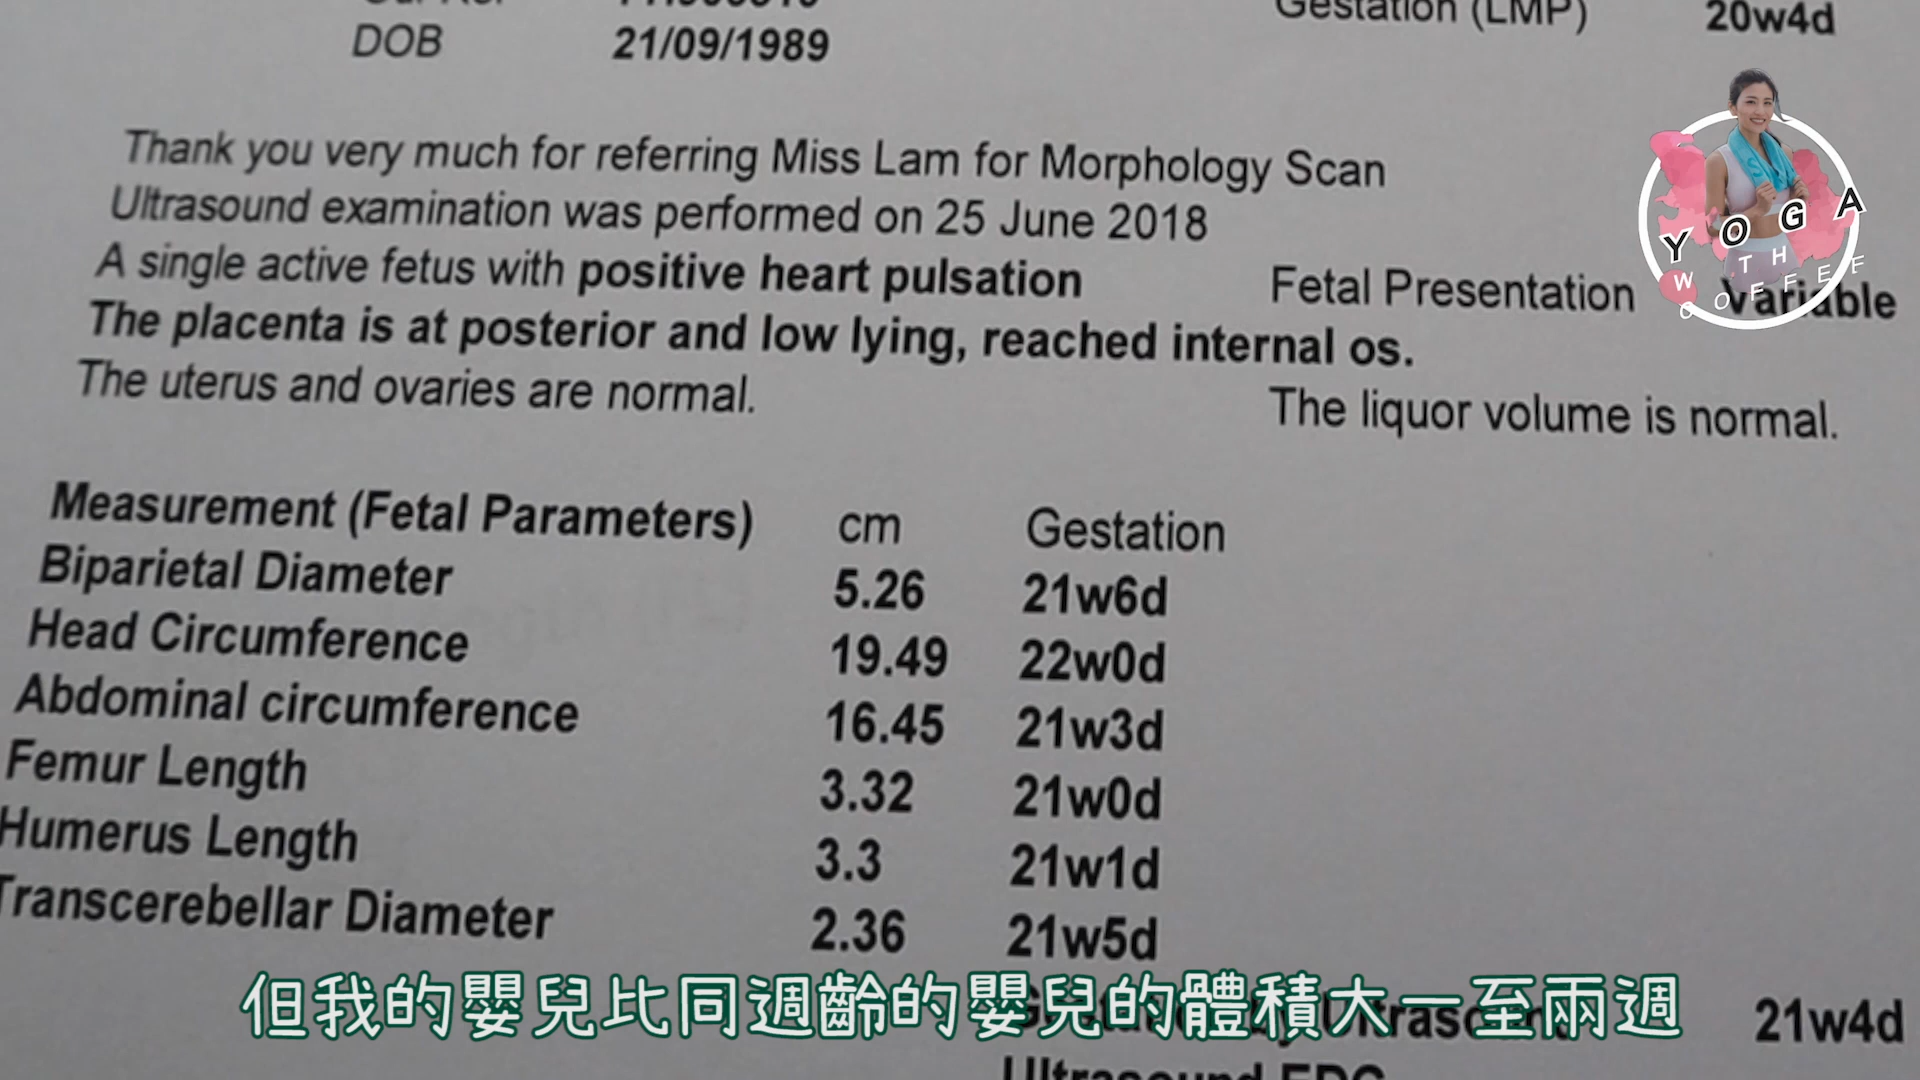 Gestation (LMP) 20w4d
DOB 21/09/1989
Thank you very much for referring Miss Lam for Morphology Scan
Ultrasound examination was performed on 25 June 2018
A single active fetus with positive heart pulsation Fetal Presentation Variable
The placenta is at posterior and low lying, reached internal os.
The uterus and ovaries are normal. The liquor volume is normal.
Measurement (Fetal Parameters) cm Gestation
Biparietal Diameter 5.26 21w6d
Head Circumference 19.49 22w0d
Abdominal circumference 16.45 21w3d
Femur Length 3.32 21w0d
Humerus Length 3.3 21w1d
Transcerebellar Diameter 2.36 21w5d
21w4d
但我的嬰兒比同週齡的嬰兒的體積大一至兩週
YOGA
WITH
COFFEE